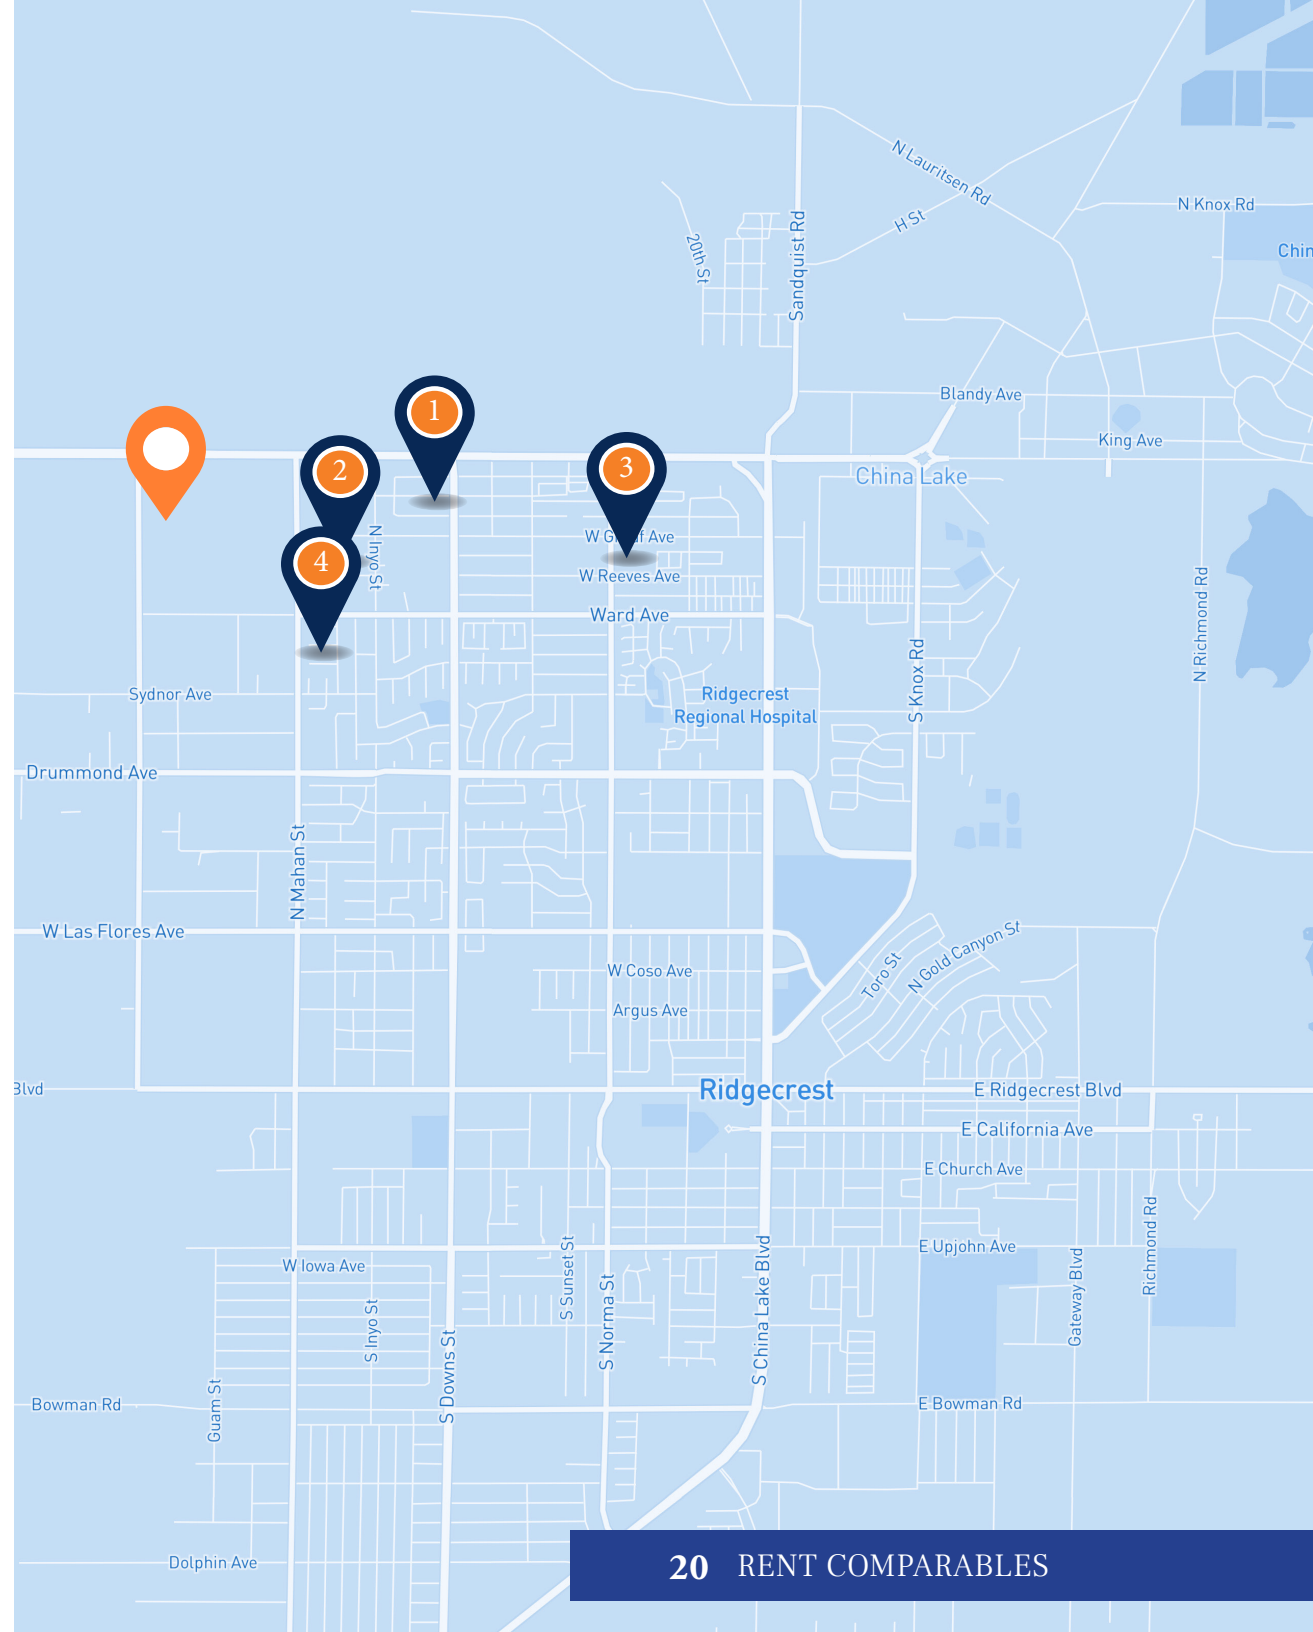 N Lauritsen Rd
N Knox Rd
H St
20th St
Sandquist Rd
Chin
Blandy Ave
1
King Ave
2
3
China Lake
N Inyo St
4
W Reeves Ave
Ward Ave
N Richmond Rd
S Knox Rd
Sydnor Ave
Ridgecrest
Regional Hospital
Drummond Ave
N Mahan St
W Las Flores Ave
N Gold Canyon St
Toro St
W Coso Ave
Argus Ave
Blvd
Ridgecrest
E Ridgecrest Blvd
E California Ave
E Church Ave
Richmond Rd
E Upjohn Ave
W Iowa Ave
S Sunset St
S Inyo St
S Norma St
S China Lake Blvd
Gateway Blvd
S Downs St
Guam St
Bowman Rd
E Bowman Rd
Dolphin Ave
20 RENT COMPARABLES